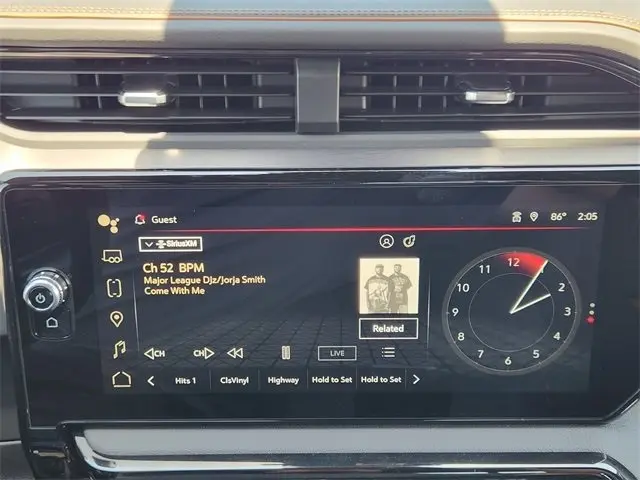 Guest
86° 2:05
SiriusXM
Ch 52 BPM
Major League DJz/Jorja Smith
Come With Me
Related
CH
CH
LIVE
Hits 1 ClsVinyl Highway Hold to Set Hold to Set
12
1
2
3
4
5
6
7
8
9
10
11